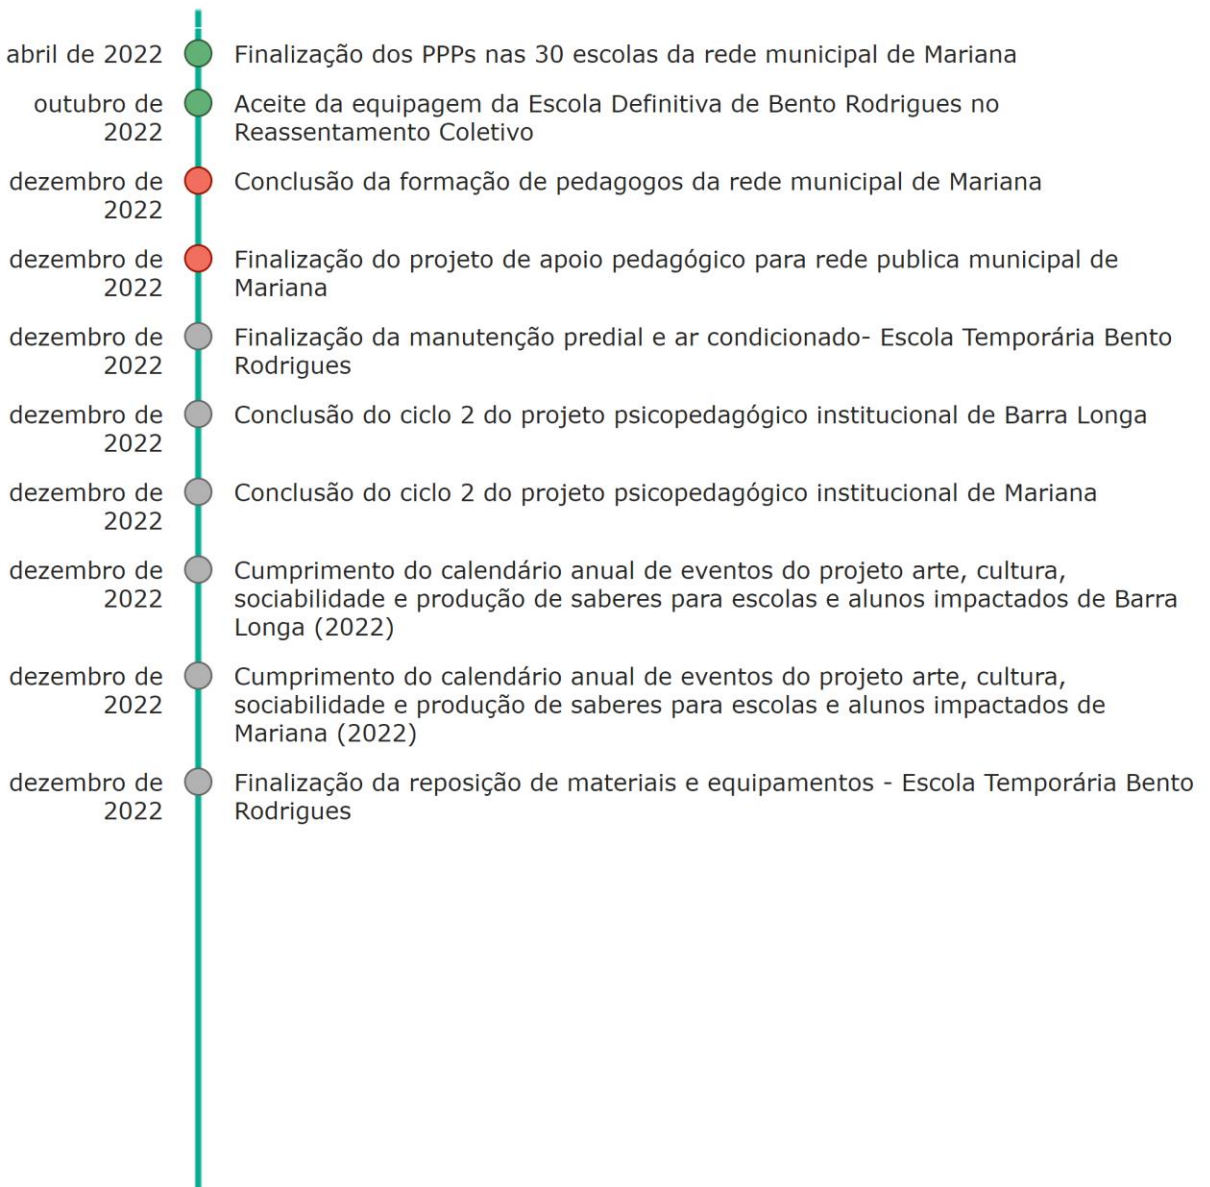 abril de 2022
Finalização dos PPPs nas 30 escolas da rede municipal de Mariana
outubro de
2022
Aceite da equipagem da Escola Definitiva de Bento Rodrigues no
Reassentamento Coletivo
dezembro de
2022
Conclusão da formação de pedagogos da rede municipal de Mariana
dezembro de
2022
Finalização do projeto de apoio pedagógico para rede publica municipal de
Mariana
dezembro de
2022
Finalização da manutenção predial e ar condicionado- Escola Temporária Bento
Rodrigues
dezembro de
2022
Conclusão do ciclo 2 do projeto psicopedagógico institucional de Barra Longa
dezembro de
2022
Conclusão do ciclo 2 do projeto psicopedagógico institucional de Mariana
dezembro de
2022
Cumprimento do calendário anual de eventos do projeto arte, cultura,
sociabilidade e produção de saberes para escolas e alunos impactados de Barra
Longa (2022)
dezembro de
2022
Cumprimento do calendário anual de eventos do projeto arte, cultura,
sociabilidade e produção de saberes para escolas e alunos impactados de
Mariana (2022)
dezembro de
2022
Finalização da reposição de materiais e equipamentos - Escola Temporária Bento
Rodrigues